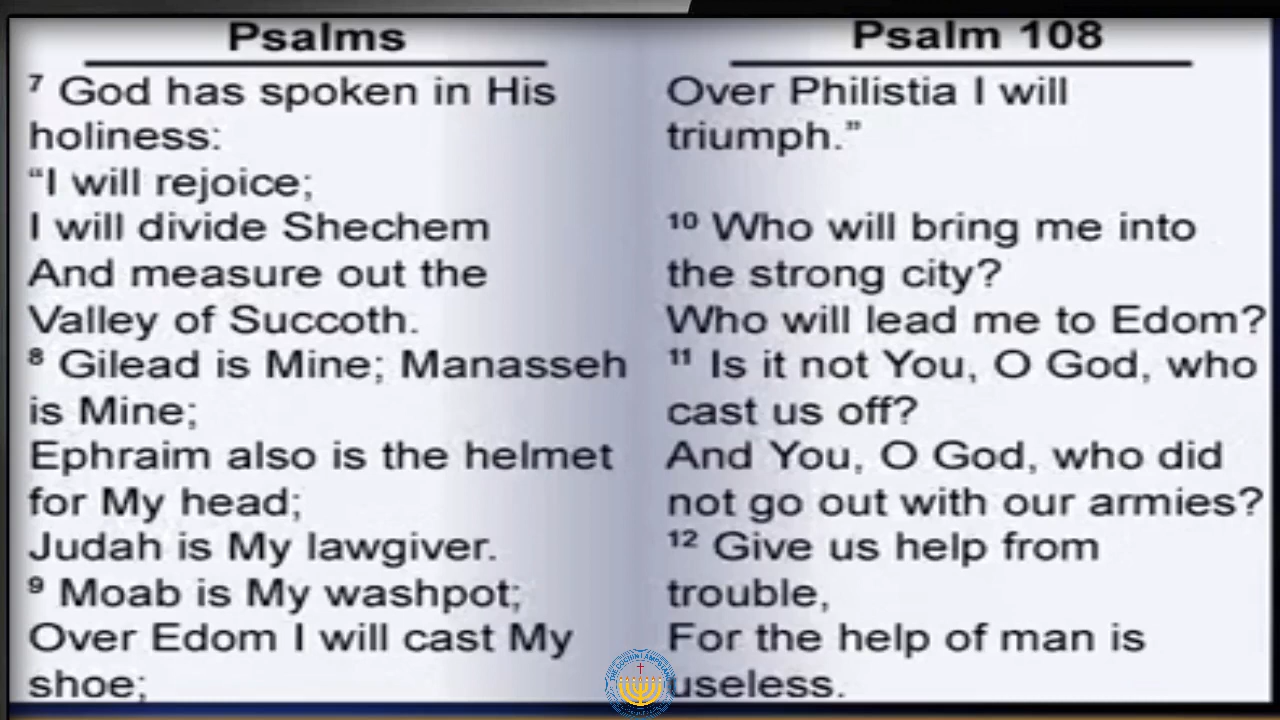 Psalms
⁷ God has spoken in His
holiness:
“I will rejoice;
I will divide Shechem
And measure out the
Valley of Succoth.
⁸ Gilead is Mine; Manasseh
is Mine;
Ephraim also is the helmet
for My head;
Judah is My lawgiver.
⁹ Moab is My washpot;
Over Edom I will cast My
shoe;
Psalm 108
Over Philistia I will
triumph.”
¹⁰ Who will bring me into
the strong city?
Who will lead me to Edom?
¹¹ Is it not You, O God, who
cast us off?
And You, O God, who did
not go out with our armies?
¹² Give us help from
trouble,
For the help of man is
useless.